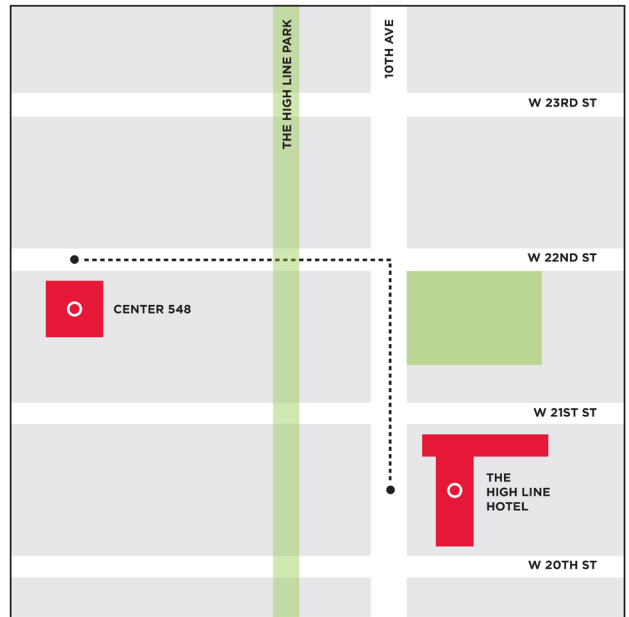 THE HIGH LINE PARK
10TH AVE
W 23RD ST
W 22ND ST
CENTER 548
W 21ST ST
THE
HIGH LINE
HOTEL
W 20TH ST